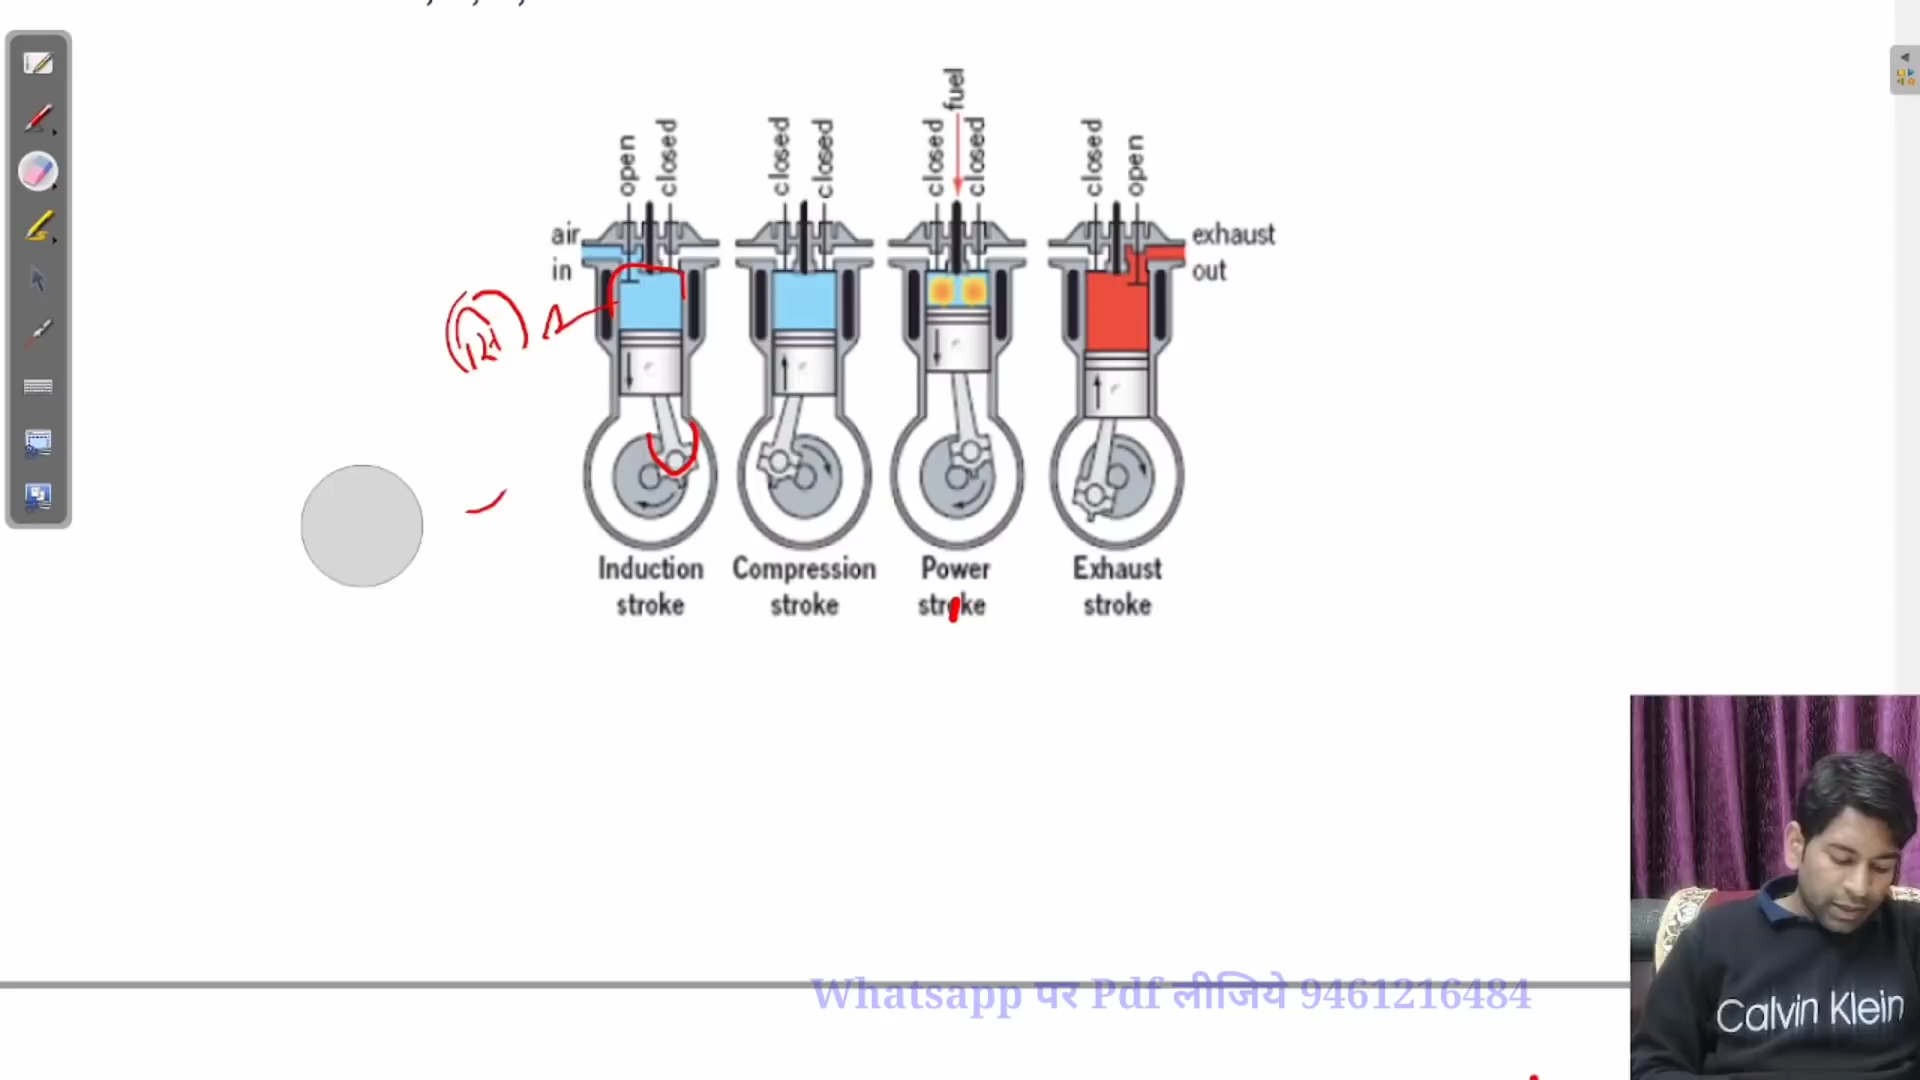 fuel
open
closed
closed
closed
closed
closed
closed
open
air
in
exhaust
out
Induction
stroke
Compression
stroke
Power
stroke
Exhaust
stroke
Whatsapp पर Pdf लीजिये 9461216484
Calvin Klein